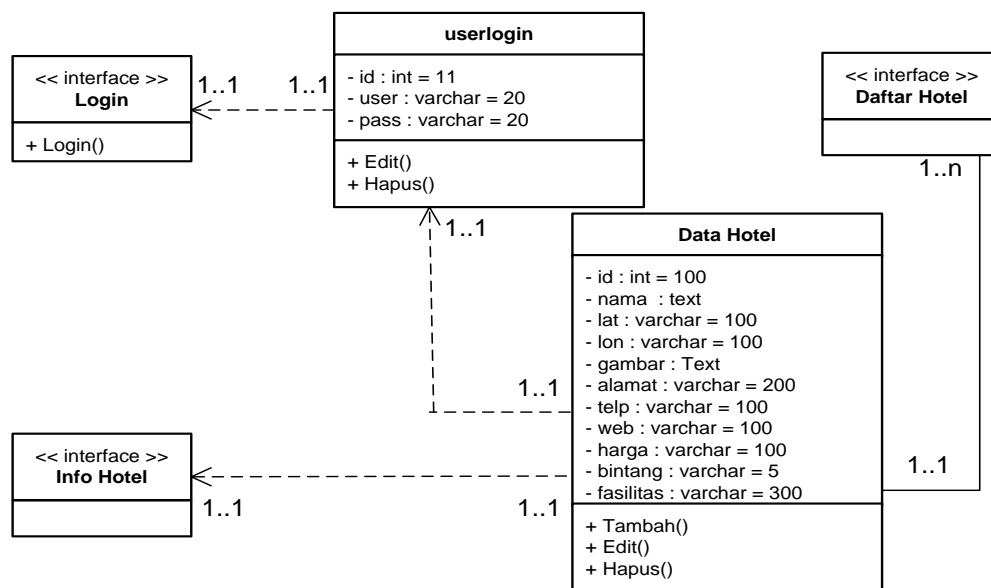 << interface >>
Login
+ Login()
1..1
1..1
userlogin
- id : int = 11
- user : varchar = 20
- pass : varchar = 20
+ Edit()
+ Hapus()
1..1
<< interface >>
Daftar Hotel
1..n
Data Hotel
- id : int = 100
- nama : text
- lat : varchar = 100
- lon : varchar = 100
- gambar : Text
- alamat : varchar = 200
- telp : varchar = 100
- web : varchar = 100
- harga : varchar = 100
- bintang : varchar = 5
- fasilitas : varchar = 300
+ Tambah()
+ Edit()
+ Hapus()
1..1
1..1
<< interface >>
Info Hotel
1..1
1..1